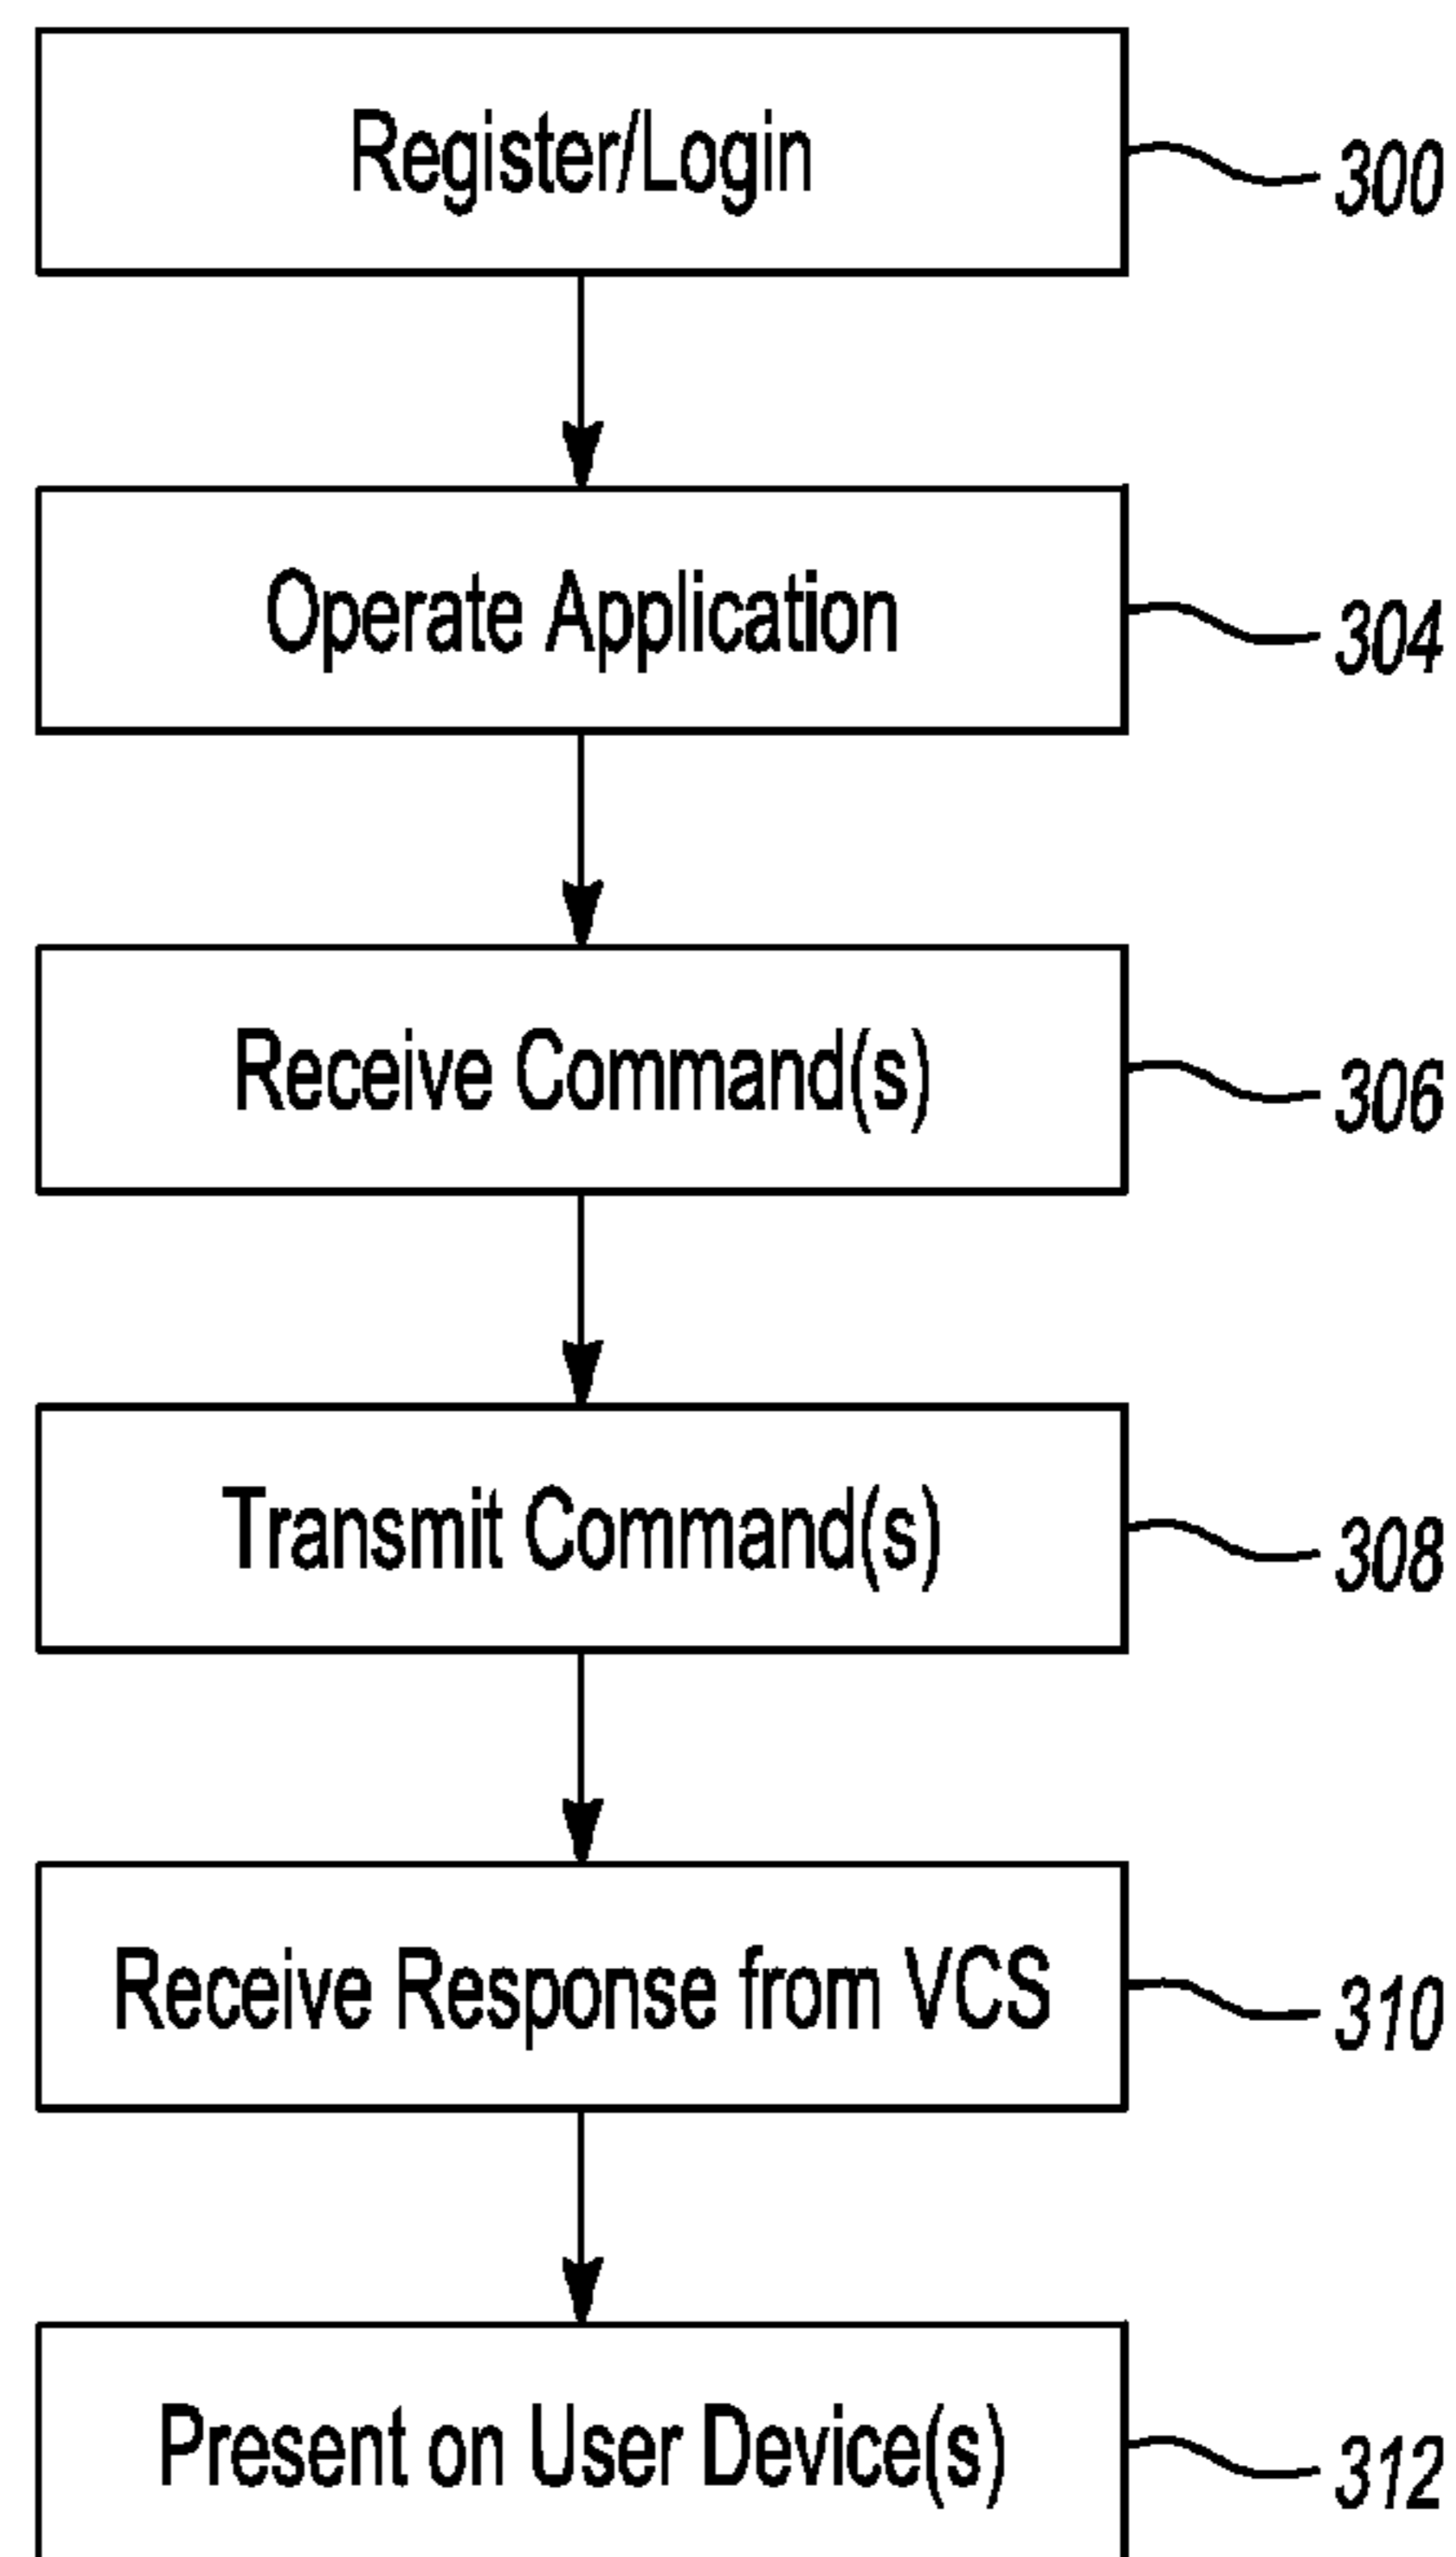 Register/Login
300
Operate Application
304
Receive Command(s)
306
Transmit Command(s)
308
Receive Response from VCS
310
Present on User Device(s)
312